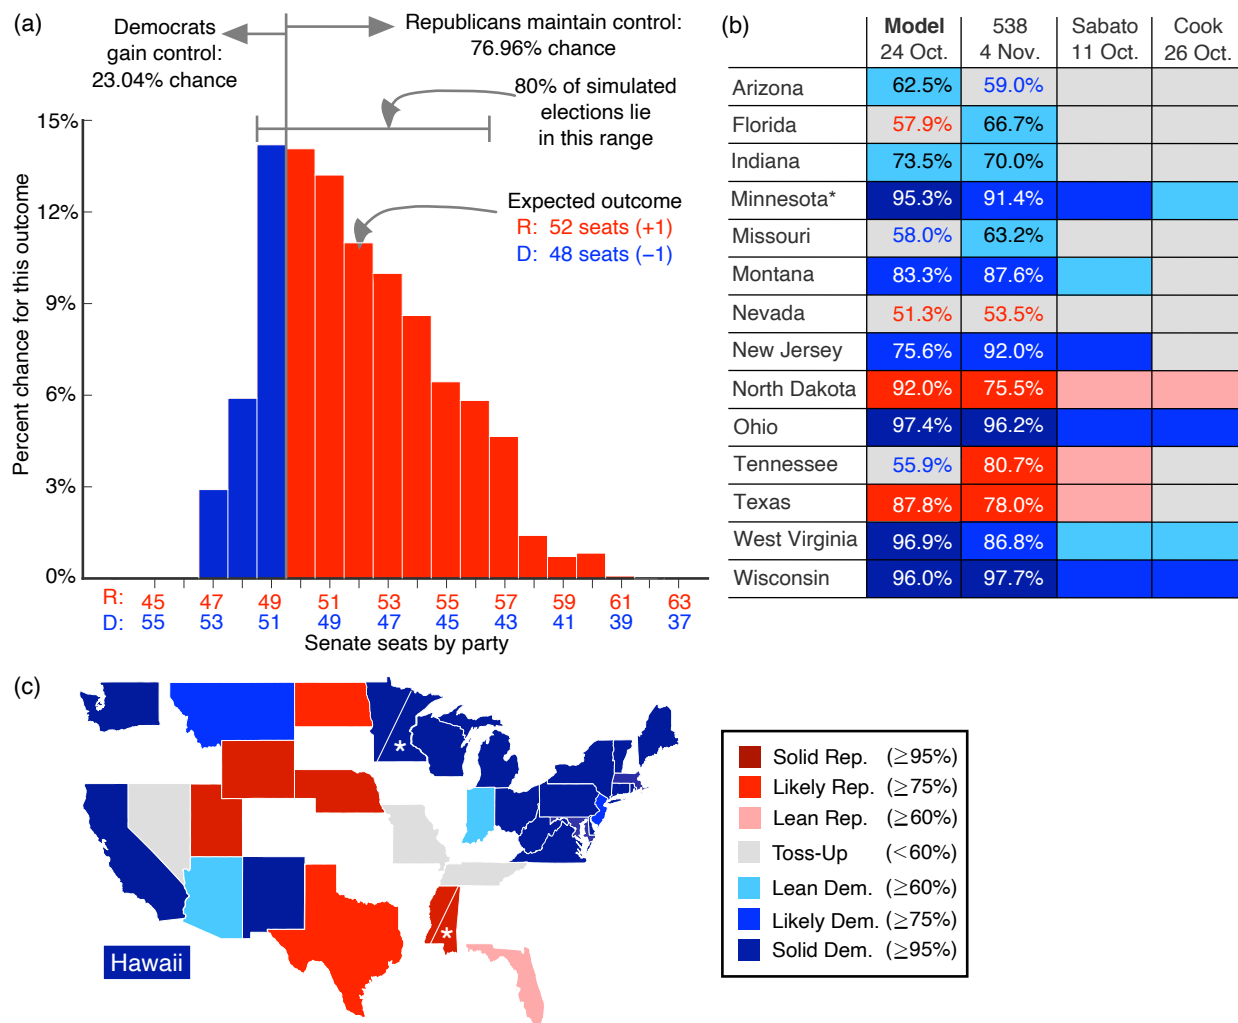 (a)
Democrats
gain control:
23.04% chance
Republicans maintain control:
76.96% chance
80% of simulated
elections lie
in this range
Expected outcome
R: 52 seats (+1)
D: 48 seats (−1)
Percent chance for this outcome
15%
12%
9%
6%
3%
0%
R: 45 47 49 51 53 55 57 59 61 63
D: 55 53 51 49 47 45 43 41 39 37
Senate seats by party
(b)
Model 538 Sabato Cook
24 Oct. 4 Nov. 11 Oct. 26 Oct.
Arizona 62.5% 59.0%
Florida 57.9% 66.7%
Indiana 73.5% 70.0%
Minnesota* 95.3% 91.4%
Missouri 58.0% 63.2%
Montana 83.3% 87.6%
Nevada 51.3% 53.5%
New Jersey 75.6% 92.0%
North Dakota 92.0% 75.5%
Ohio 97.4% 96.2%
Tennessee 55.9% 80.7%
Texas 87.8% 78.0%
West Virginia 96.9% 86.8%
Wisconsin 96.0% 97.7%
(c)
*
*
Hawaii
Solid Rep. (≥95%)
Likely Rep. (≥75%)
Lean Rep. (≥60%)
Toss-Up (<60%)
Lean Dem. (≥60%)
Likely Dem. (≥75%)
Solid Dem. (≥95%)